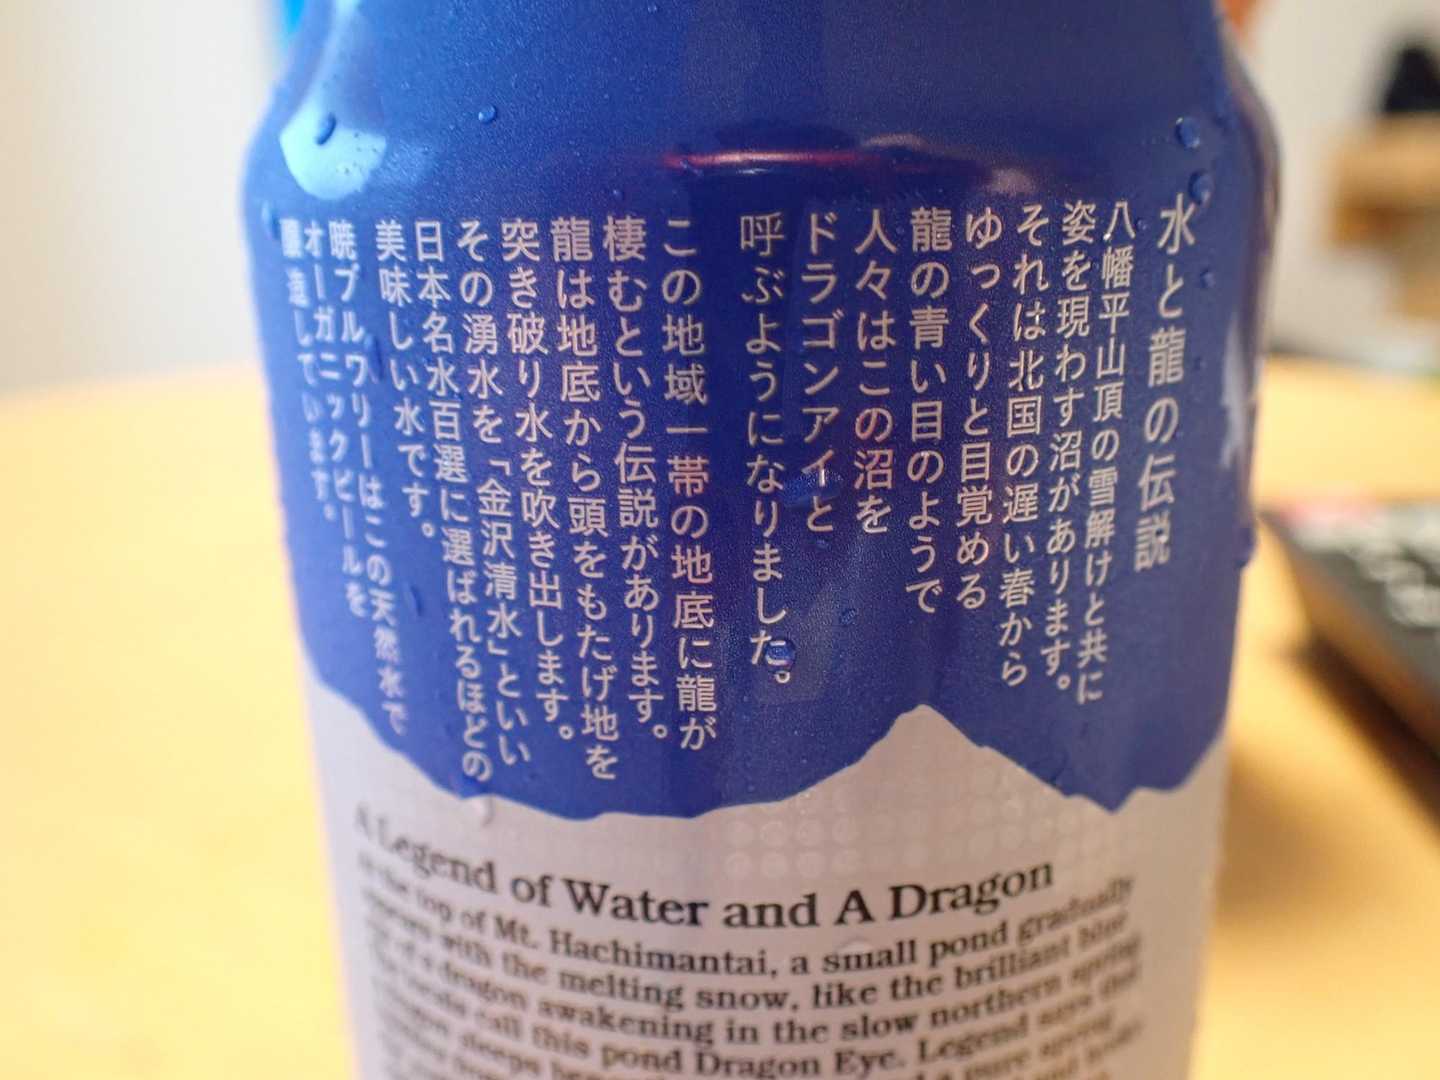 水と龍の伝説
八幡平山頂の雪解けと共に
姿を現わす沼があります。
それは北国の遅い春から
ゆっくりと目覚める
龍の青い目のようで
人々はこの沼を
ドラゴンアイと
呼ぶようになりました。
この地域一帯の地底に龍が
棲むという伝説があります。
龍は地底から頭をもたげ地を
突き破り水を吹き出します。
その湧水を「金沢清水」といい
日本名水百選に選ばれるほどの
美味しい水です。
暁ブルワリーはこの天然水で
オーガニックビールを
醸造しています。
A Legend of Water and A Dragon
At the top of Mt. Hachimantai, a small pond gradually
appears with the melting snow, like the brilliant blue
eye of a dragon awakening in the slow northern spring.
People call this pond Dragon Eye. Legend says that
dragon sleeps a pure spring